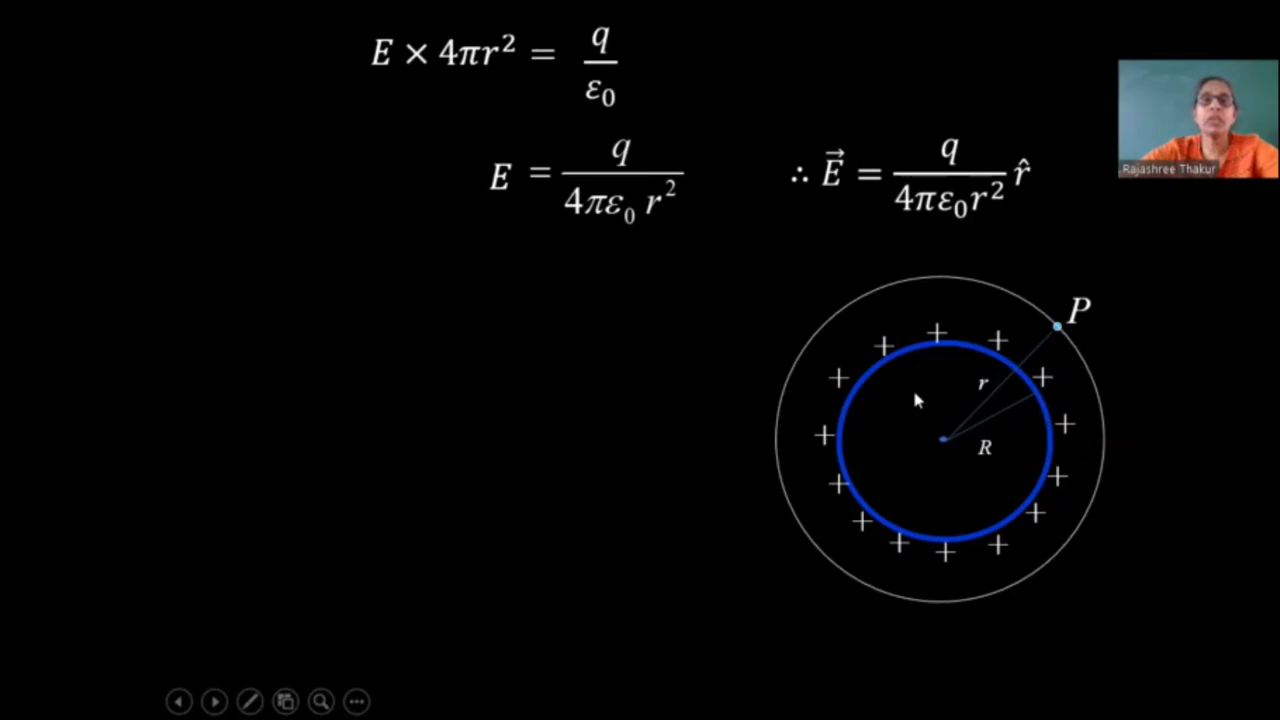 E × 4πr² = q/ε₀
E = q/4πε₀ r²
∴ E⃗ = q/4πε₀r² r̂
Rajashree Thakur
P
+ + + + + + + + + + + + + + +
r
R